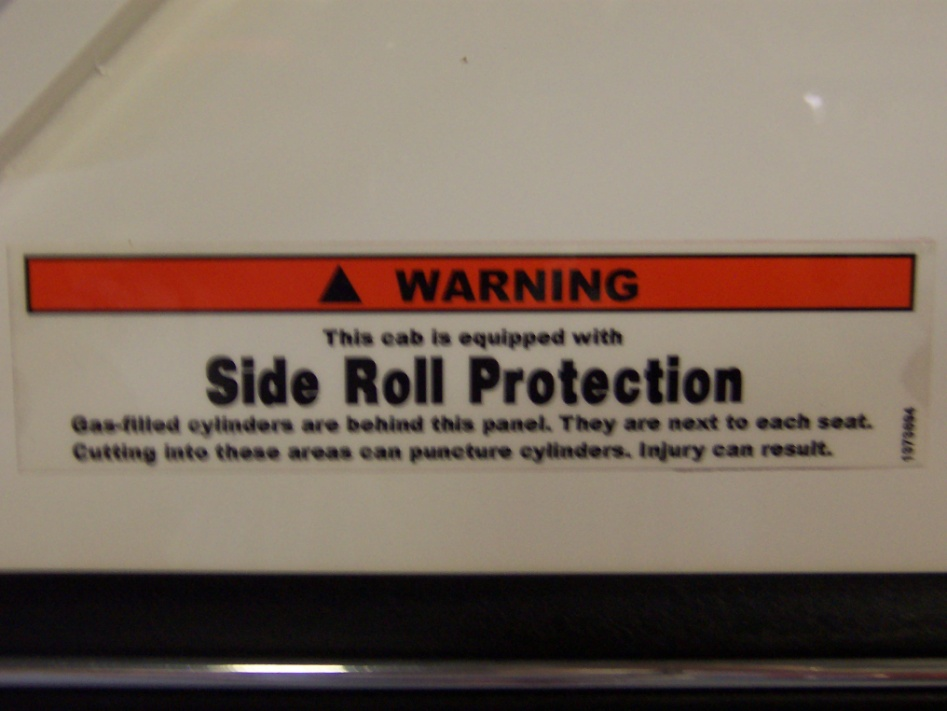 WARNING
This cab is equipped with
Side Roll Protection
Gas-filled cylinders are behind this panel. They are next to each seat.
Cutting into these areas can puncture cylinders. Injury can result.